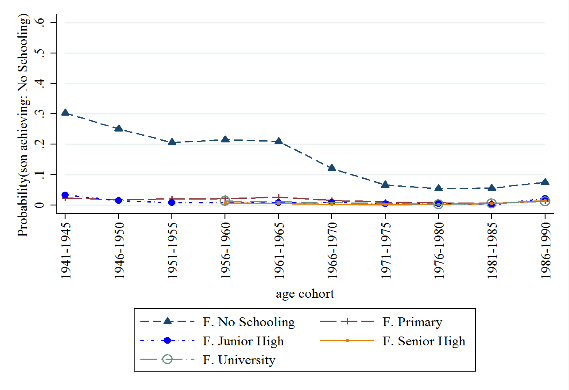 Probability(son achieving: No Schooling)
.6
.5
.4
.3
.2
.1
0
1941-1945
1946-1950
1951-1955
1956-1960
1961-1965
1966-1970
1971-1975
1976-1980
1981-1985
1986-1990
age cohort
F. No Schooling
F. Primary
F. Junior High
F. Senior High
F. University